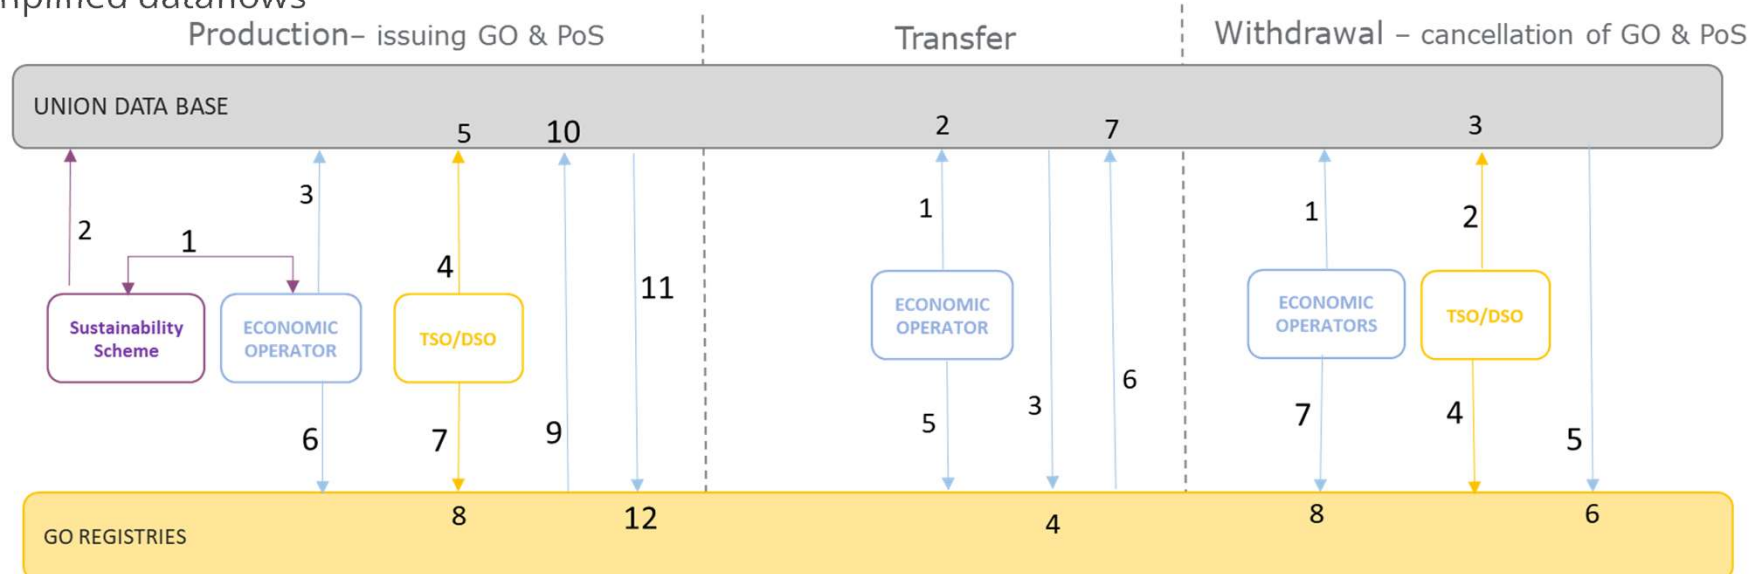 Production– issuing GO & PoS
Transfer
Withdrawal – cancellation of GO & PoS
UNION DATA BASE
5
10
2
7
3
3
2
1
4
11
1
1
2
Sustainability
Scheme
ECONOMIC
OPERATOR
TSO/DSO
ECONOMIC
OPERATOR
ECONOMIC
OPERATORS
TSO/DSO
6
7
9
5
3
6
7
4
5
8
12
4
8
6
GO REGISTRIES